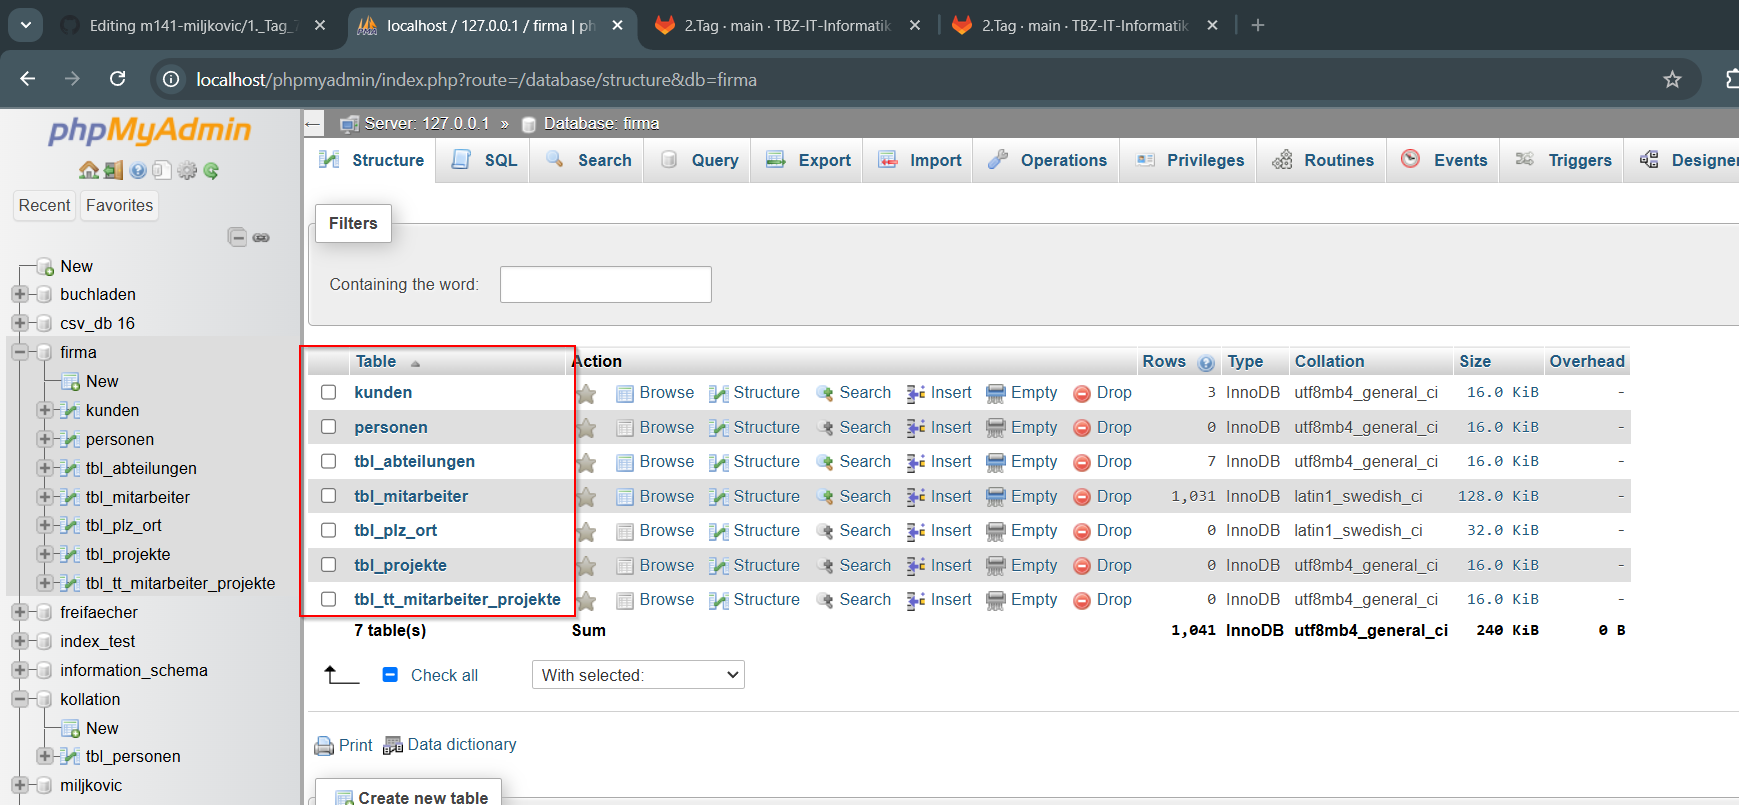 Editing m141-miljkovic/1._Tag_
localhost / 127.0.0.1 / firma | ph
2.Tag · main · TBZ-IT-Informatik
2.Tag · main · TBZ-IT-Informatik
localhost/phpmyadmin/index.php?route=/database/structure&db=firma
phpMyAdmin
Recent
Favorites
New
buchladen
csv_db 16
firma
New
kunden
personen
tbl_abteilungen
tbl_mitarbeiter
tbl_plz_ort
tbl_projekte
tbl_tt_mitarbeiter_projekte
freifaecher
index_test
information_schema
kollation
New
tbl_personen
miljkovic
Server: 127.0.0.1 » Database: firma
Structure SQL Search Query Export Import Operations Privileges Routines Events Triggers Designe
Filters
Containing the word:
Table Action Rows Type Collation Size Overhead
kunden Browse Structure Search Insert Empty Drop 3 InnoDB utf8mb4_general_ci 16.0 KiB -
personen Browse Structure Search Insert Empty Drop 0 InnoDB utf8mb4_general_ci 16.0 KiB -
tbl_abteilungen Browse Structure Search Insert Empty Drop 7 InnoDB utf8mb4_general_ci 16.0 KiB -
tbl_mitarbeiter Browse Structure Search Insert Empty Drop 1,031 InnoDB latin1_swedish_ci 128.0 KiB -
tbl_plz_ort Browse Structure Search Insert Empty Drop 0 InnoDB latin1_swedish_ci 32.0 KiB -
tbl_projekte Browse Structure Search Insert Empty Drop 0 InnoDB utf8mb4_general_ci 16.0 KiB -
tbl_tt_mitarbeiter_projekte Browse Structure Search Insert Empty Drop 0 InnoDB utf8mb4_general_ci 16.0 KiB -
7 table(s) Sum 1,041 InnoDB utf8mb4_general_ci 240 KiB 0 B
Check all With selected:
Print Data dictionary
Create new table